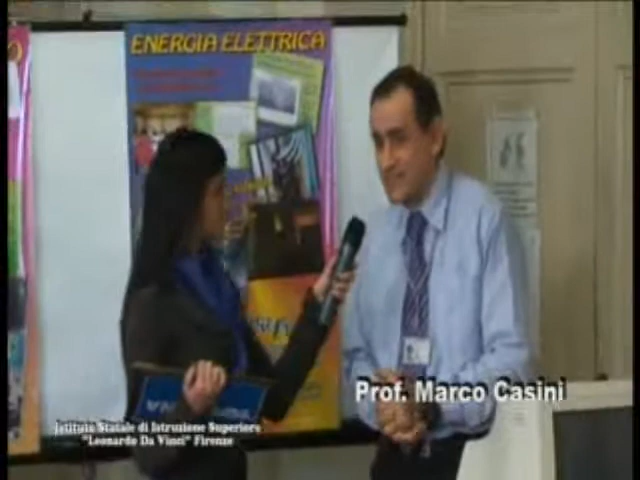 ENERGIA ELETTRICA
Prof. Marco Casini
Istituto Statale di Istruzione Superiore
"Leonardo Da Vinci" Firenze